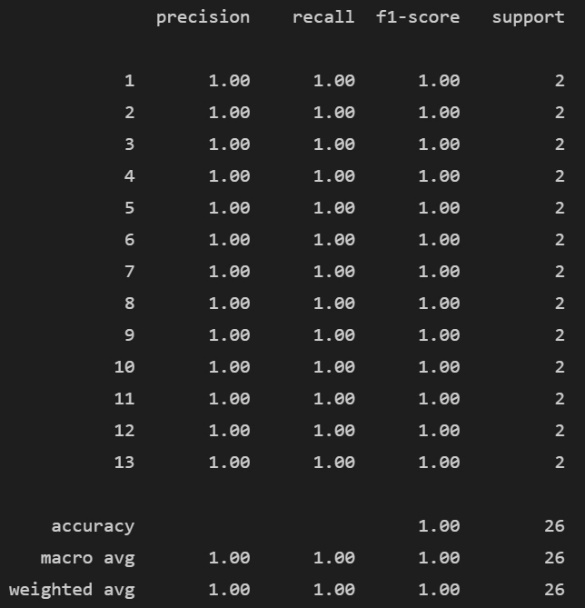 precision recall f1-score support
1 1.00 1.00 1.00 2
2 1.00 1.00 1.00 2
3 1.00 1.00 1.00 2
4 1.00 1.00 1.00 2
5 1.00 1.00 1.00 2
6 1.00 1.00 1.00 2
7 1.00 1.00 1.00 2
8 1.00 1.00 1.00 2
9 1.00 1.00 1.00 2
10 1.00 1.00 1.00 2
11 1.00 1.00 1.00 2
12 1.00 1.00 1.00 2
13 1.00 1.00 1.00 2
accuracy 1.00 26
macro avg 1.00 1.00 1.00 26
weighted avg 1.00 1.00 1.00 26